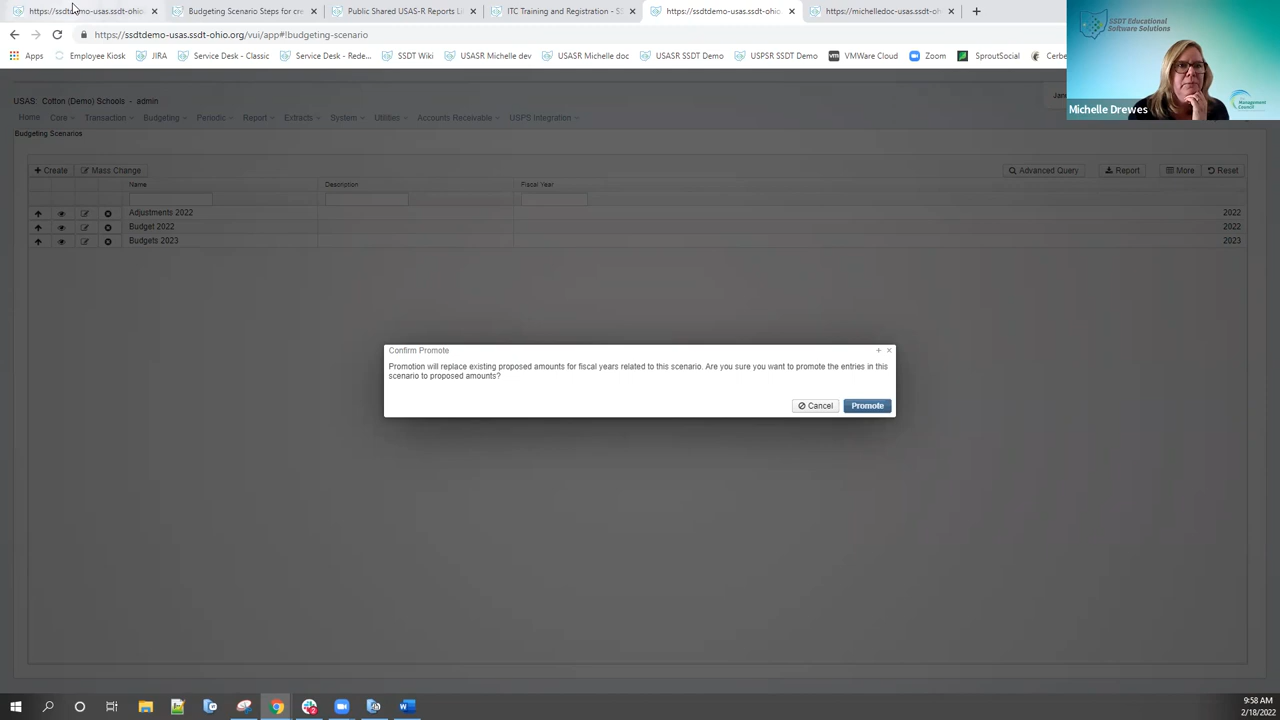 https://ssdtdemo-usas.ssdt-ohio
Budgeting Scenario Steps for cre
Public Shared USAS-R Reports Li
ITC Training and Registration - SS
https://ssdtdemo-usas.ssdt-ohio
https://michelledoc-usas.ssdt-oh
https://ssdtdemo-usas.ssdt-ohio.org/vui/app#!budgeting-scenario
Apps
Employee Kiosk
JIRA
Service Desk - Classic
Service Desk - Rede...
SSDT Wiki
USASR Michelle dev
USASR Michelle doc
USASR SSDT Demo
USPSR SSDT Demo
VMWare Cloud
Zoom
SproutSocial
Cerbe
SSDT Educational
Software Solutions
Management
Council
Michelle Drewes
USAS: Cotton (Demo) Schools - admin
Home Core Transaction Budgeting Periodic Report Extracts System Utilities Accounts Receivable USPS Integration
Budgeting Scenarios
Create Mass Change Advanced Query Report More Reset
Name Description Fiscal Year
Adjustments 2022 2022
Budget 2022 2022
Budgets 2023 2023
Confirm Promote
Promotion will replace existing proposed amounts for fiscal years related to this scenario. Are you sure you want to promote the entries in this
scenario to proposed amounts?
Cancel Promote
9:58 AM
2/18/2022